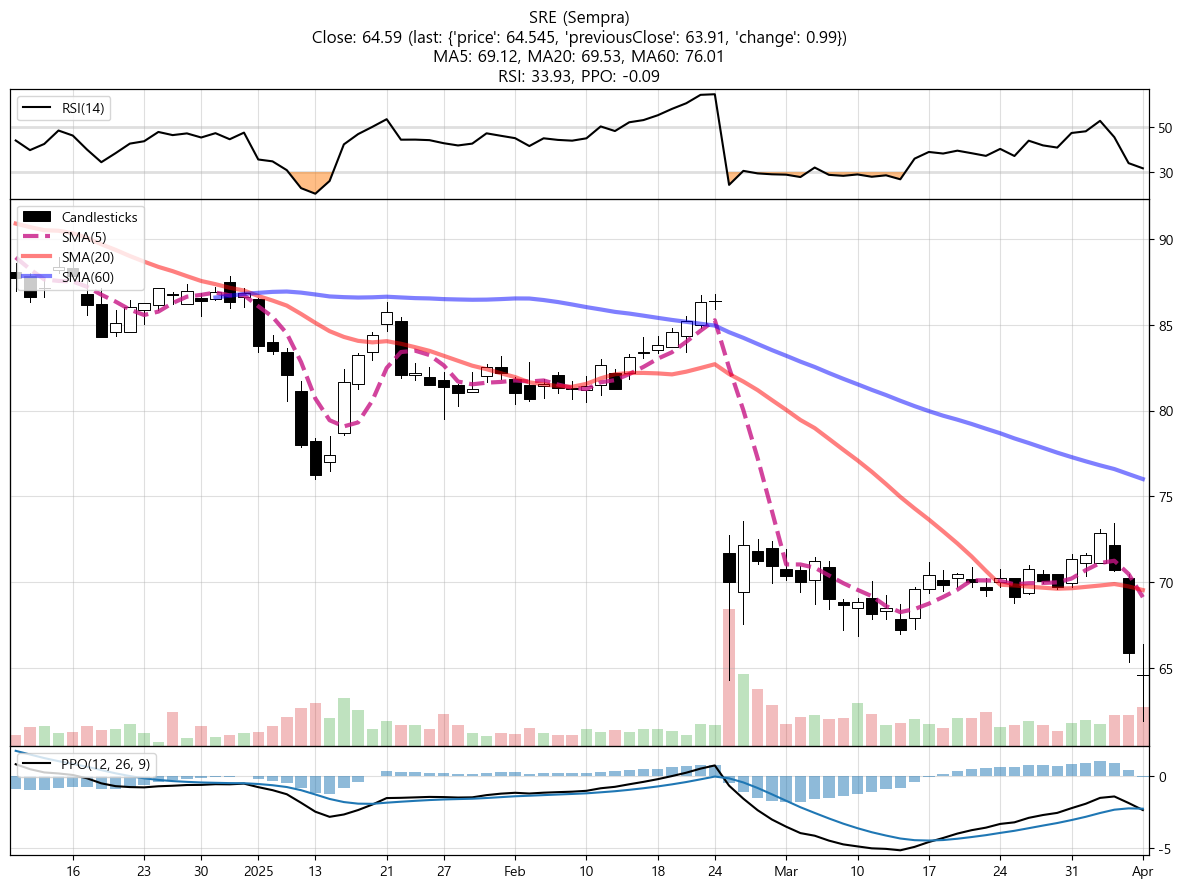 SRE (Sempra)
Close: 64.59 (last: {'price': 64.545, 'previousClose': 63.91, 'change': 0.99})
MA5: 69.12, MA20: 69.53, MA60: 76.01
RSI: 33.93, PPO: -0.09
RSI(14)
50
30
Candlesticks
SMA(5)
SMA(20)
SMA(60)
90
85
80
75
70
65
PPO(12, 26, 9)
0
-5
16 23 30 2025 13 21 27 Feb 10 18 24 Mar 10 17 24 31 Apr